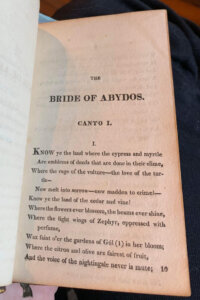 THE
BRIDE OF ABYDOS.
CANTO I.
I.
KNOW ye the land where the cypress and myrtle
Are emblems of deeds that are done in their clime,
Where the rage of the vulture—the love of the tur-
tle—
Now melt into sorrow—now madden to crime?—
Know ye the land of the cedar and vine?
Where the flowers ever blossom, the beams ever shine,
Where the light wings of Zephyr, oppressed with
perfume,
Wax faint o'er the gardens of Gúl (1) in her bloom;
Where the citron and olive are fairest of fruit,
And the voice of the nightingale never is mute; 10